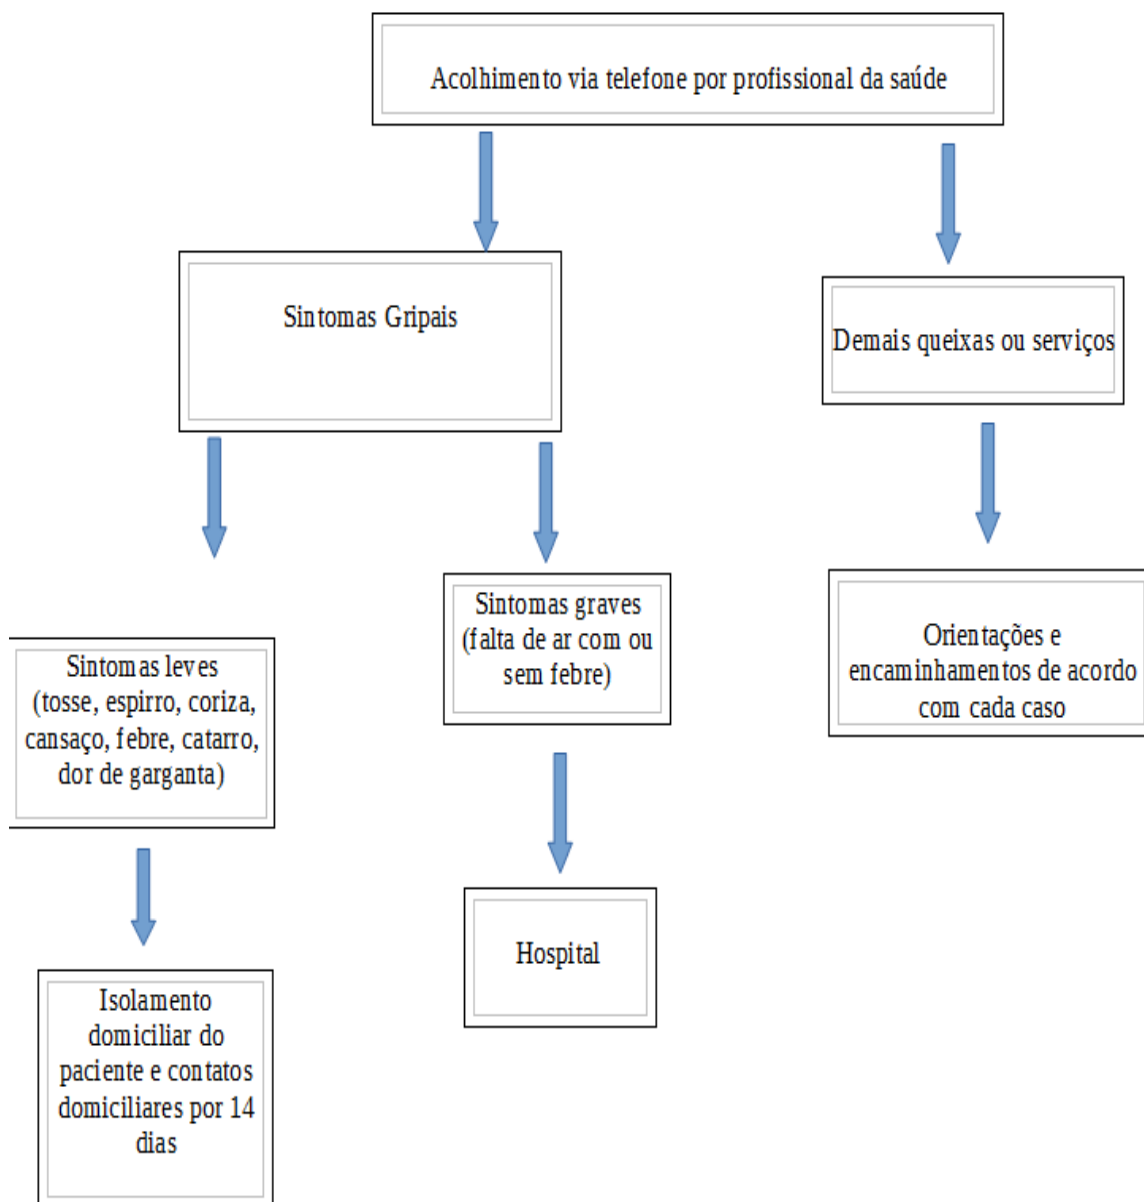 Acolhimento via telefone por profissional da saúde
Sintomas Gripais
Demais queixas ou serviços
Sintomas leves
(tosse, espirro, coriza,
cansaço, febre, catarro,
dor de garganta)
Sintomas graves
(falta de ar com ou
sem febre)
Orientações e
encaminhamentos de acordo
com cada caso
Isolamento
domiciliar do
paciente e contatos
domiciliares por 14
dias
Hospital